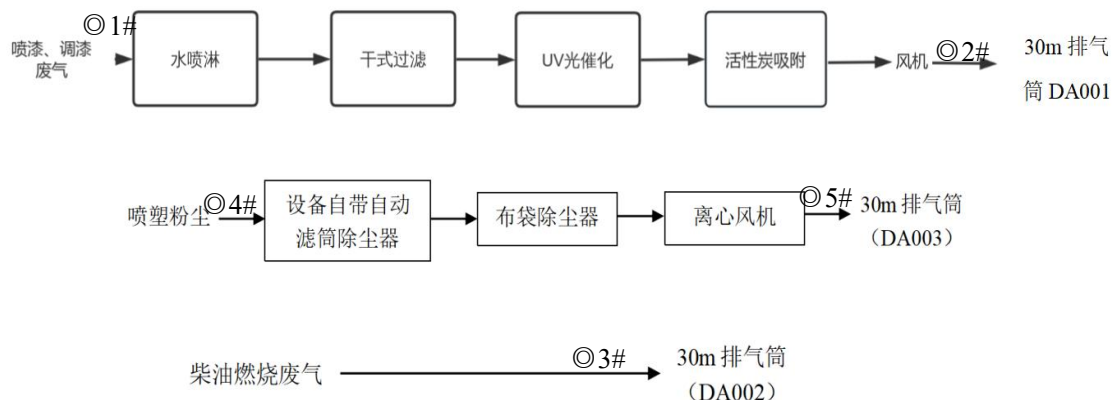 ◎1#
喷漆、调漆
废气
水喷淋
干式过滤
UV光催化
活性炭吸附
风机
◎2#
30m 排气
筒 DA001
喷塑粉尘
◎4#
设备自带自动
滤筒除尘器
布袋除尘器
离心风机
◎5#
30m 排气筒
（DA003）
柴油燃烧废气
◎3#
30m 排气筒
（DA002）